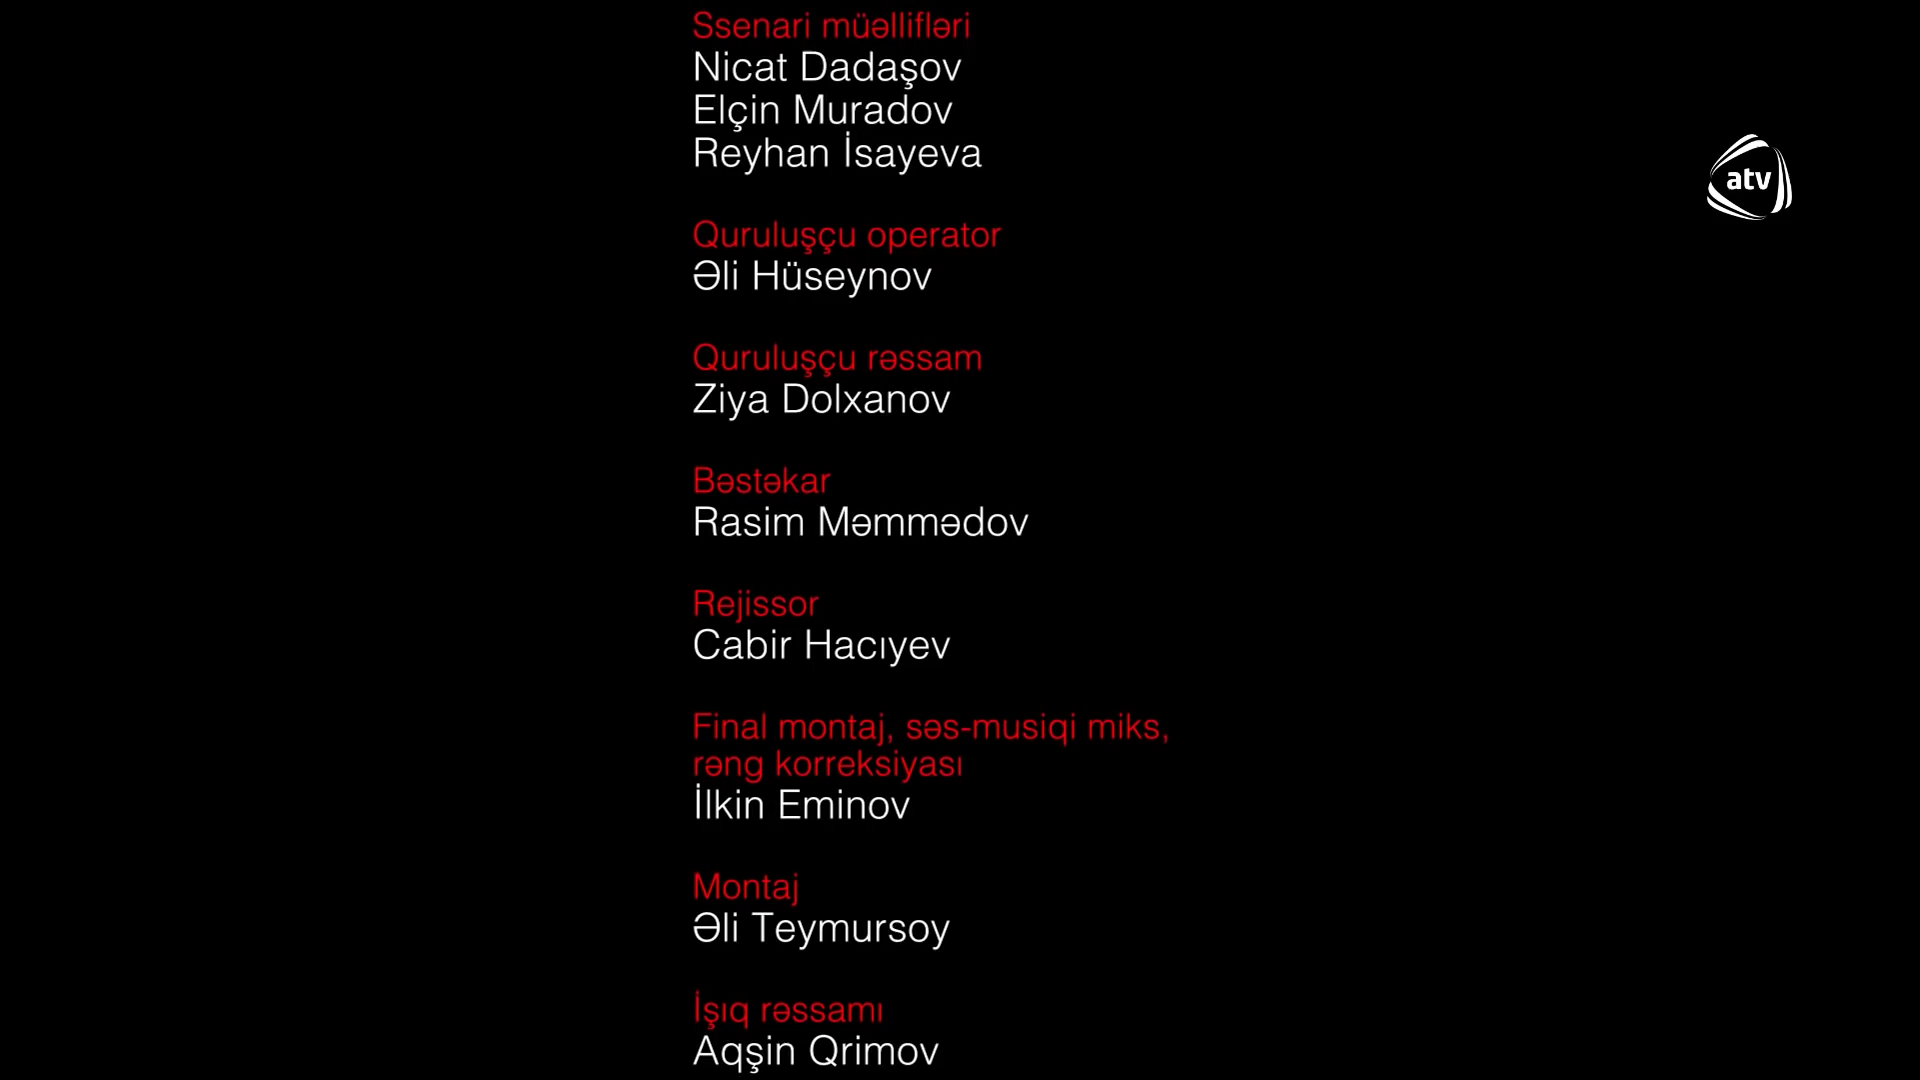 Ssenari müəllifləri
Nicat Dadaşov
Elçin Muradov
Reyhan İsayeva
atv
Quruluşçu operator
Əli Hüseynov
Quruluşçu rəssam
Ziya Dolxanov
Bəstəkar
Rasim Məmmədov
Rejissor
Cabir Hacıyev
Final montaj, səs-musiqi miks,
rəng korreksiyası
İlkin Eminov
Montaj
Əli Teymursoy
İşıq rəssamı
Aqşin Qrimov